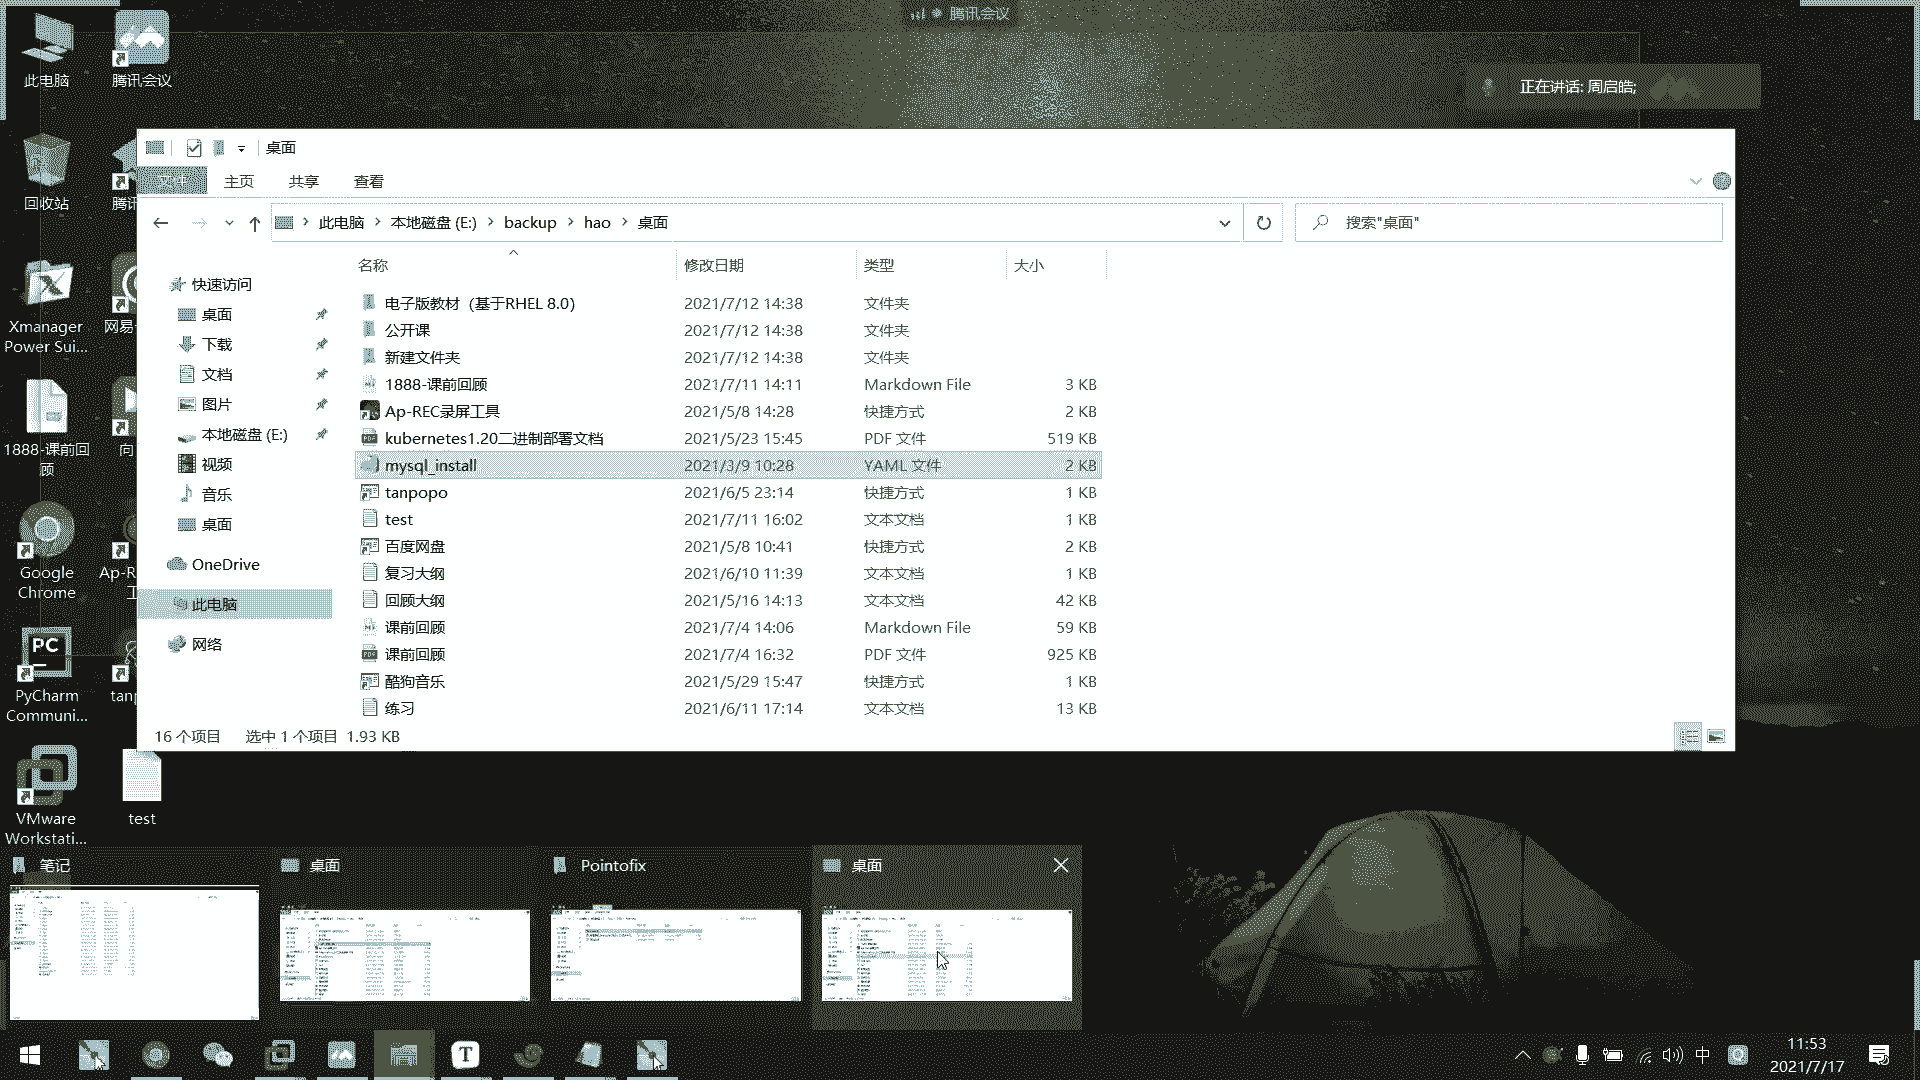 腾讯会议
正在讲话: 周启皓;
此电脑
腾讯会议
回收站
腾讯
Xmanager
Power Sui...
网易
1888-课前回
顾
向
Google
Chrome
Ap-R
工
PyCharm
Communi...
tanp
VMware
Workstati...
test
桌面
文件
主页
共享
查看
此电脑
本地磁盘 (E:)
backup
hao
桌面
搜索"桌面"
快速访问
桌面
下载
文档
图片
本地磁盘 (E:)
视频
音乐
桌面
OneDrive
此电脑
网络
名称 修改日期 类型 大小
电子版教材（基于RHEL 8.0） 2021/7/12 14:38 文件夹
公开课 2021/7/12 14:38 文件夹
新建文件夹 2021/7/12 14:38 文件夹
1888-课前回顾 2021/7/11 14:11 Markdown File 3 KB
Ap-REC录屏工具 2021/5/8 14:28 快捷方式 2 KB
kubernetes1.20二进制部署文档 2021/5/23 15:45 PDF 文件 519 KB
mysql_install 2021/3/9 10:28 YAML 文件 2 KB
tanpopo 2021/6/5 23:14 快捷方式 1 KB
test 2021/7/11 16:02 文本文档 1 KB
百度网盘 2021/5/8 10:41 快捷方式 2 KB
复习大纲 2021/6/10 11:39 文本文档 1 KB
回顾大纲 2021/5/16 14:13 文本文档 42 KB
课前回顾 2021/7/4 14:06 Markdown File 59 KB
课前回顾 2021/7/4 16:32 PDF 文件 925 KB
酷狗音乐 2021/5/29 15:47 快捷方式 1 KB
练习 2021/6/11 17:14 文本文档 13 KB
16 个项目 选中 1 个项目 1.93 KB
笔记
桌面
Pointofix
桌面
中
11:53
2021/7/17